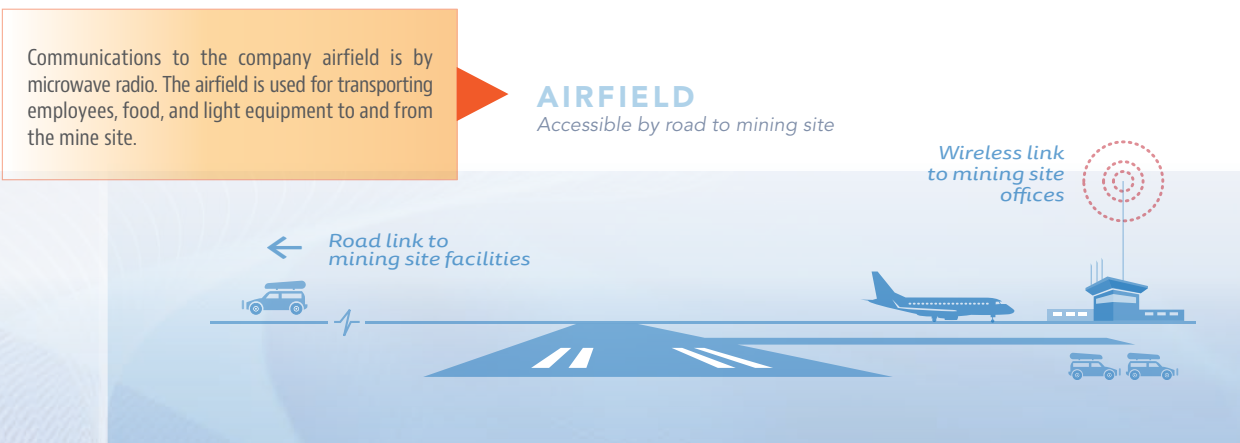 Communications to the company airfield is by
microwave radio. The airfield is used for transporting
employees, food, and light equipment to and from
the mine site.
AIRFIELD
Accessible by road to mining site
Wireless link
to mining site
offices
Road link to
mining site facilities